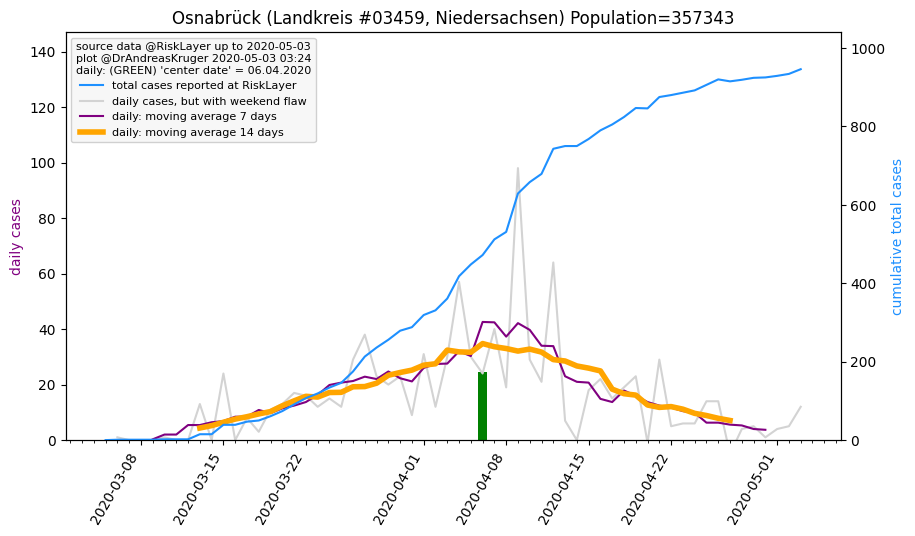 Osnabrück (Landkreis #03459, Niedersachsen) Population=357343
source data @RiskLayer up to 2020-05-03
plot @DrAndreasKruger 2020-05-03 03:24
daily: (GREEN) 'center date' = 06.04.2020
total cases reported at RiskLayer
daily cases, but with weekend flaw
daily: moving average 7 days
daily: moving average 14 days
daily cases
140
120
100
80
60
40
20
0
cumulative total cases
1000
800
600
400
200
0
2020-03-08
2020-03-15
2020-03-22
2020-04-01
2020-04-08
2020-04-15
2020-04-22
2020-05-01